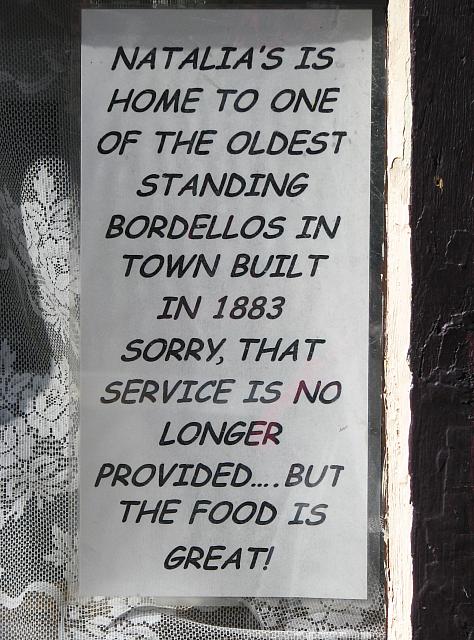 NATALIA'S IS
HOME TO ONE
OF THE OLDEST
STANDING
BORDELLOS IN
TOWN BUILT
IN 1883
SORRY, THAT
SERVICE IS NO
LONGER
PROVIDED....BUT
THE FOOD IS
GREAT!